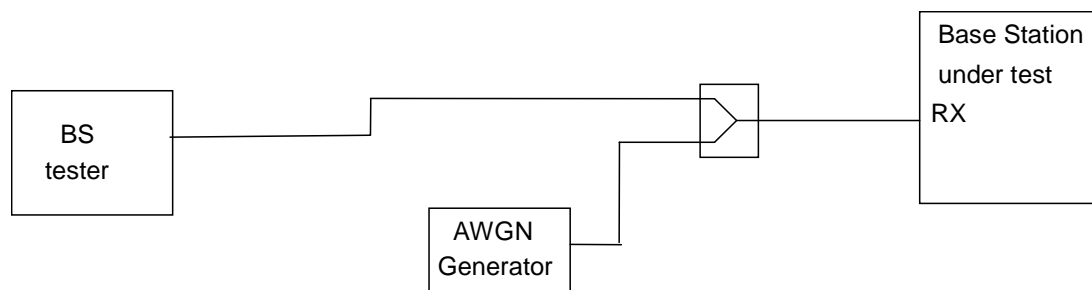 BS
tester
AWGN
Generator
Base Station
under test
RX